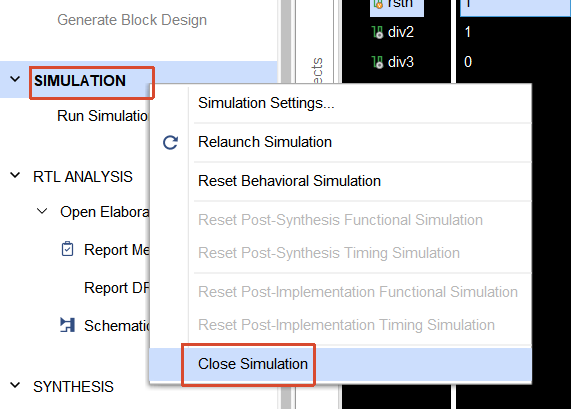 Generate Block Design
SIMULATION
Run Simulatio
RTL ANALYSIS
Open Elabora
Report Me
Report DF
Schematic
SYNTHESIS
Simulation Settings...
Relaunch Simulation
Reset Behavioral Simulation
Reset Post-Synthesis Functional Simulation
Reset Post-Synthesis Timing Simulation
Reset Post-Implementation Functional Simulation
Reset Post-Implementation Timing Simulation
Close Simulation
ects
rstn 1
div2 1
div3 0